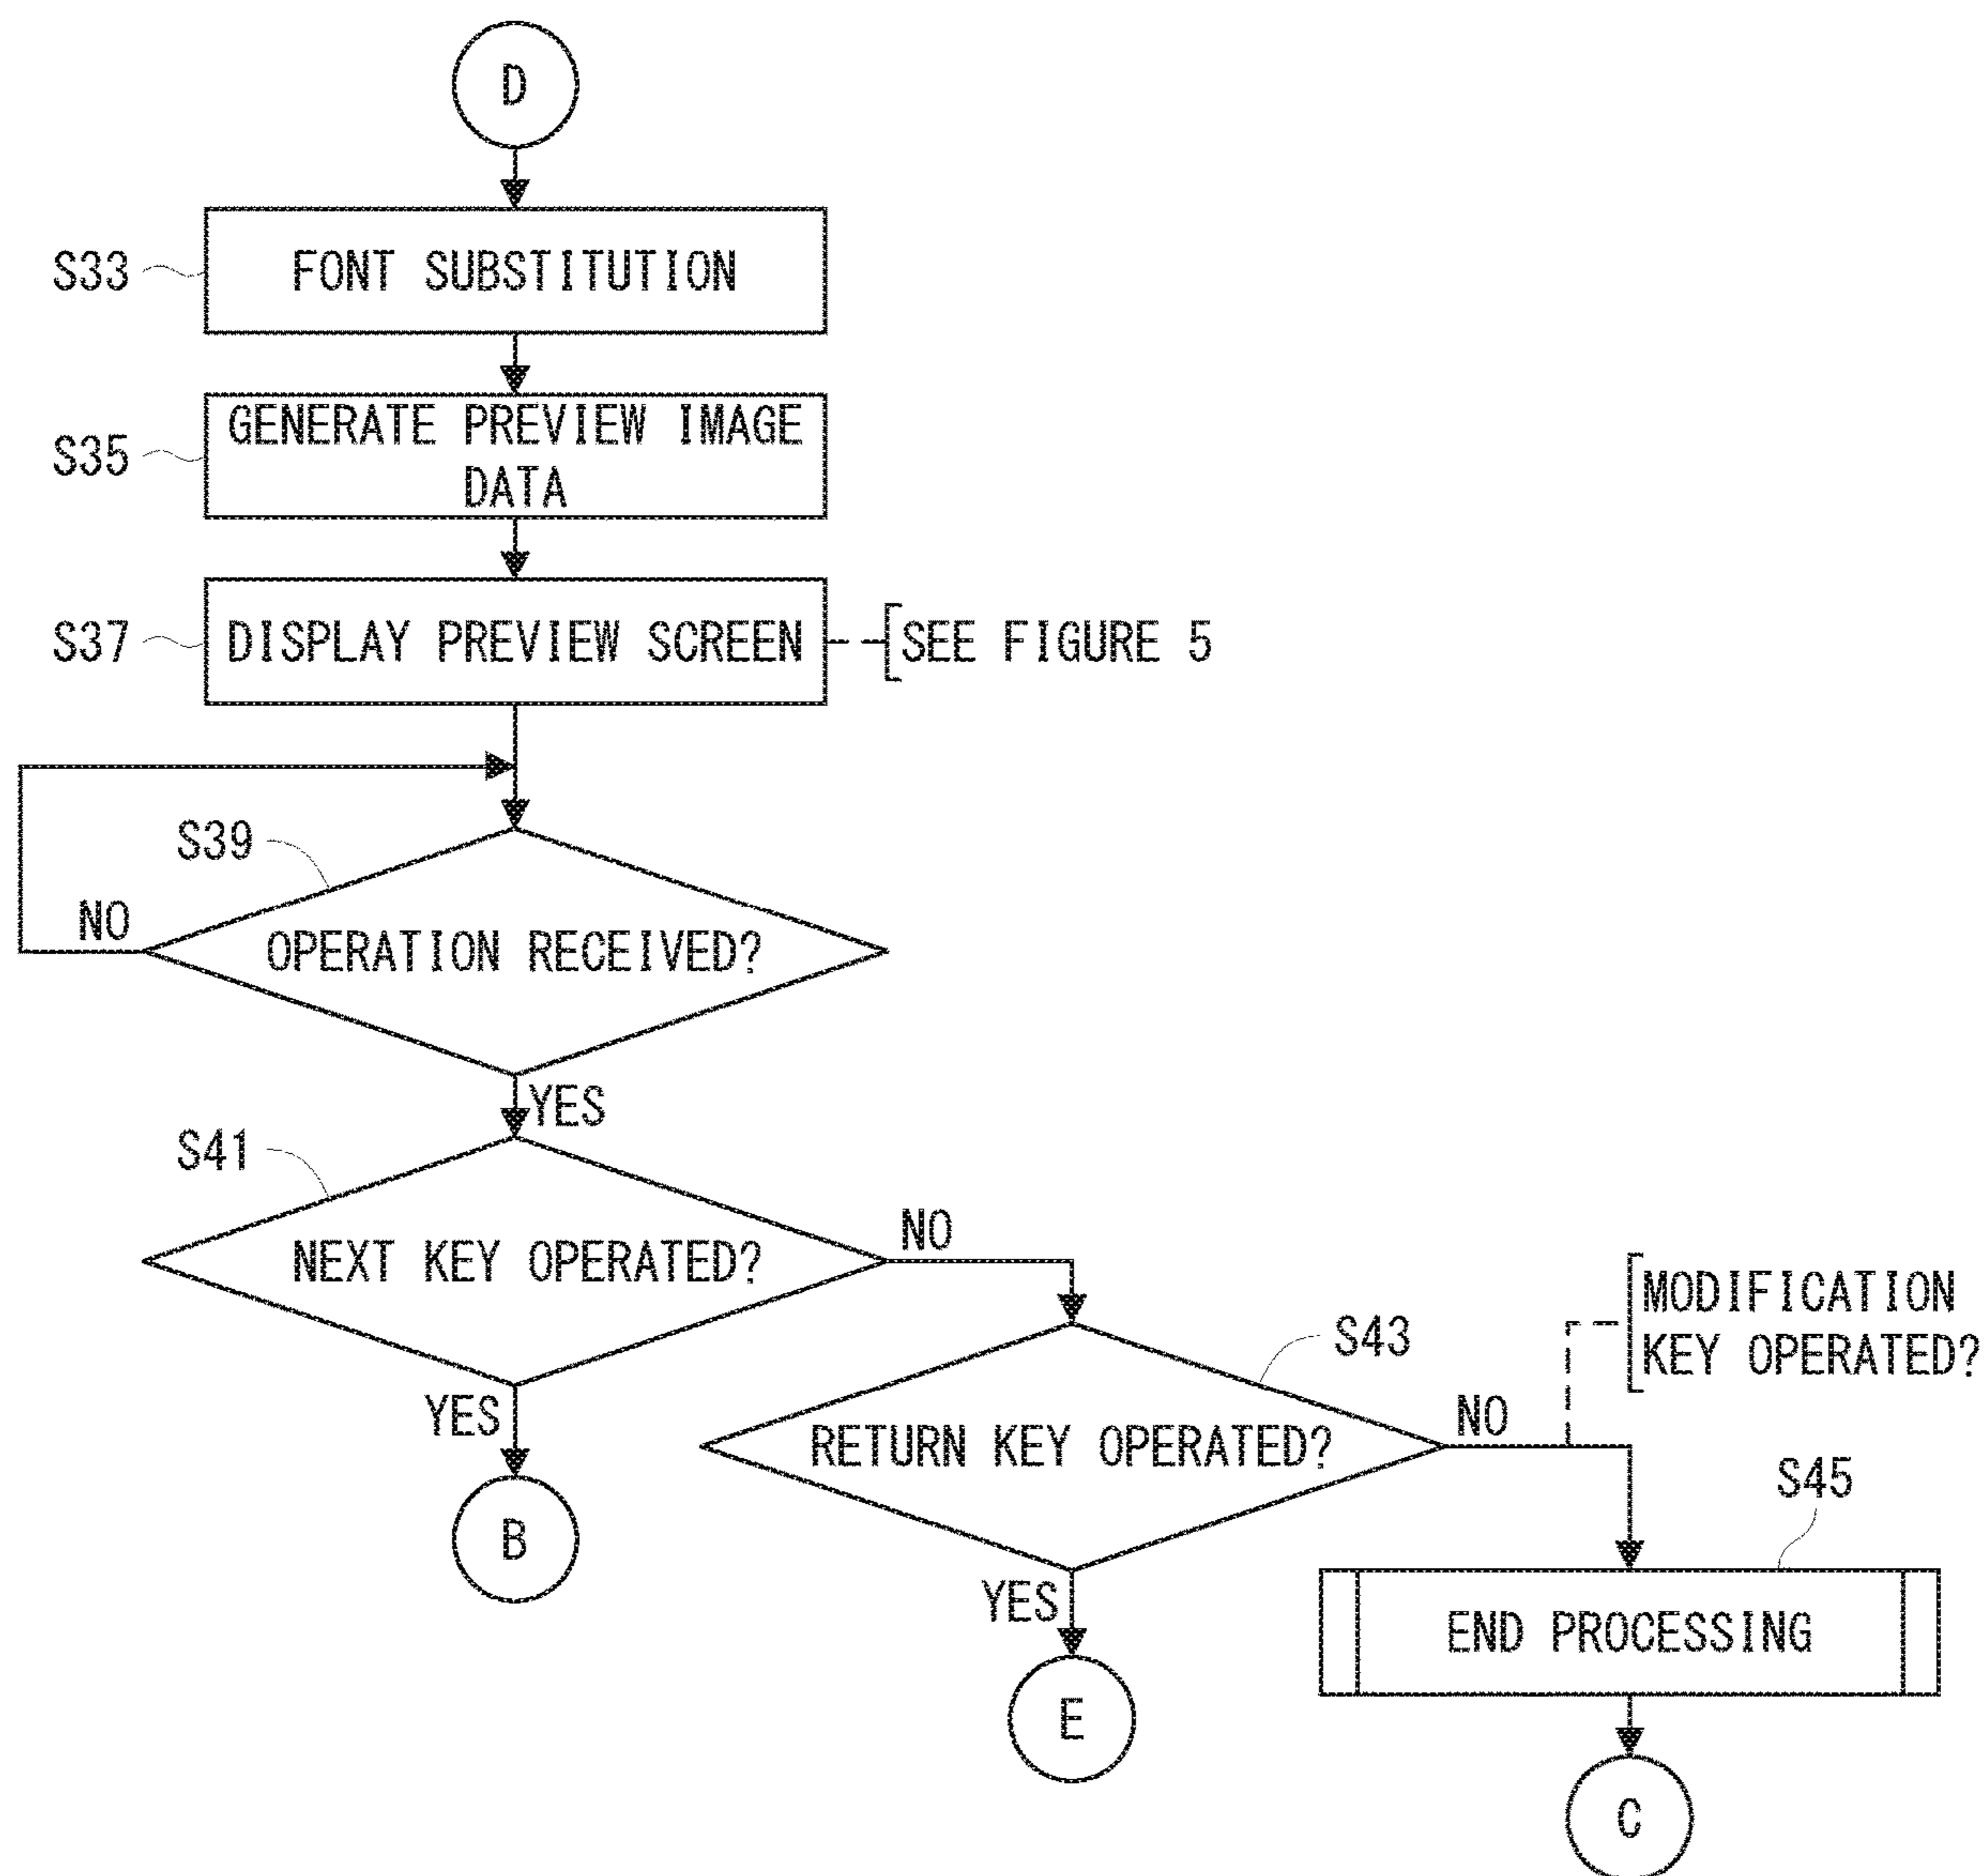 D
S33
FONT SUBSTITUTION
S35
GENERATE PREVIEW IMAGE
DATA
S37
DISPLAY PREVIEW SCREEN
SEE FIGURE 5
S39
NO
OPERATION RECEIVED?
YES
S41
NEXT KEY OPERATED?
NO
YES
B
S43
RETURN KEY OPERATED?
NO
MODIFICATION
KEY OPERATED?
YES
E
S45
END PROCESSING
C